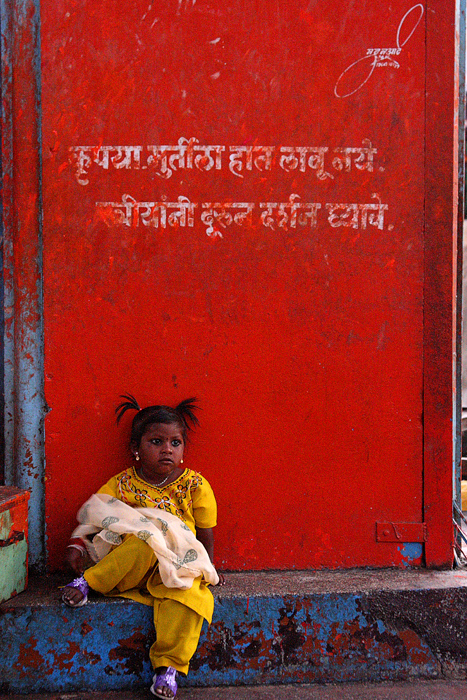 कृपया मुर्तीला हात लावू नये.
स्त्रीयांनी दूरुन दर्शन घ्यावे.